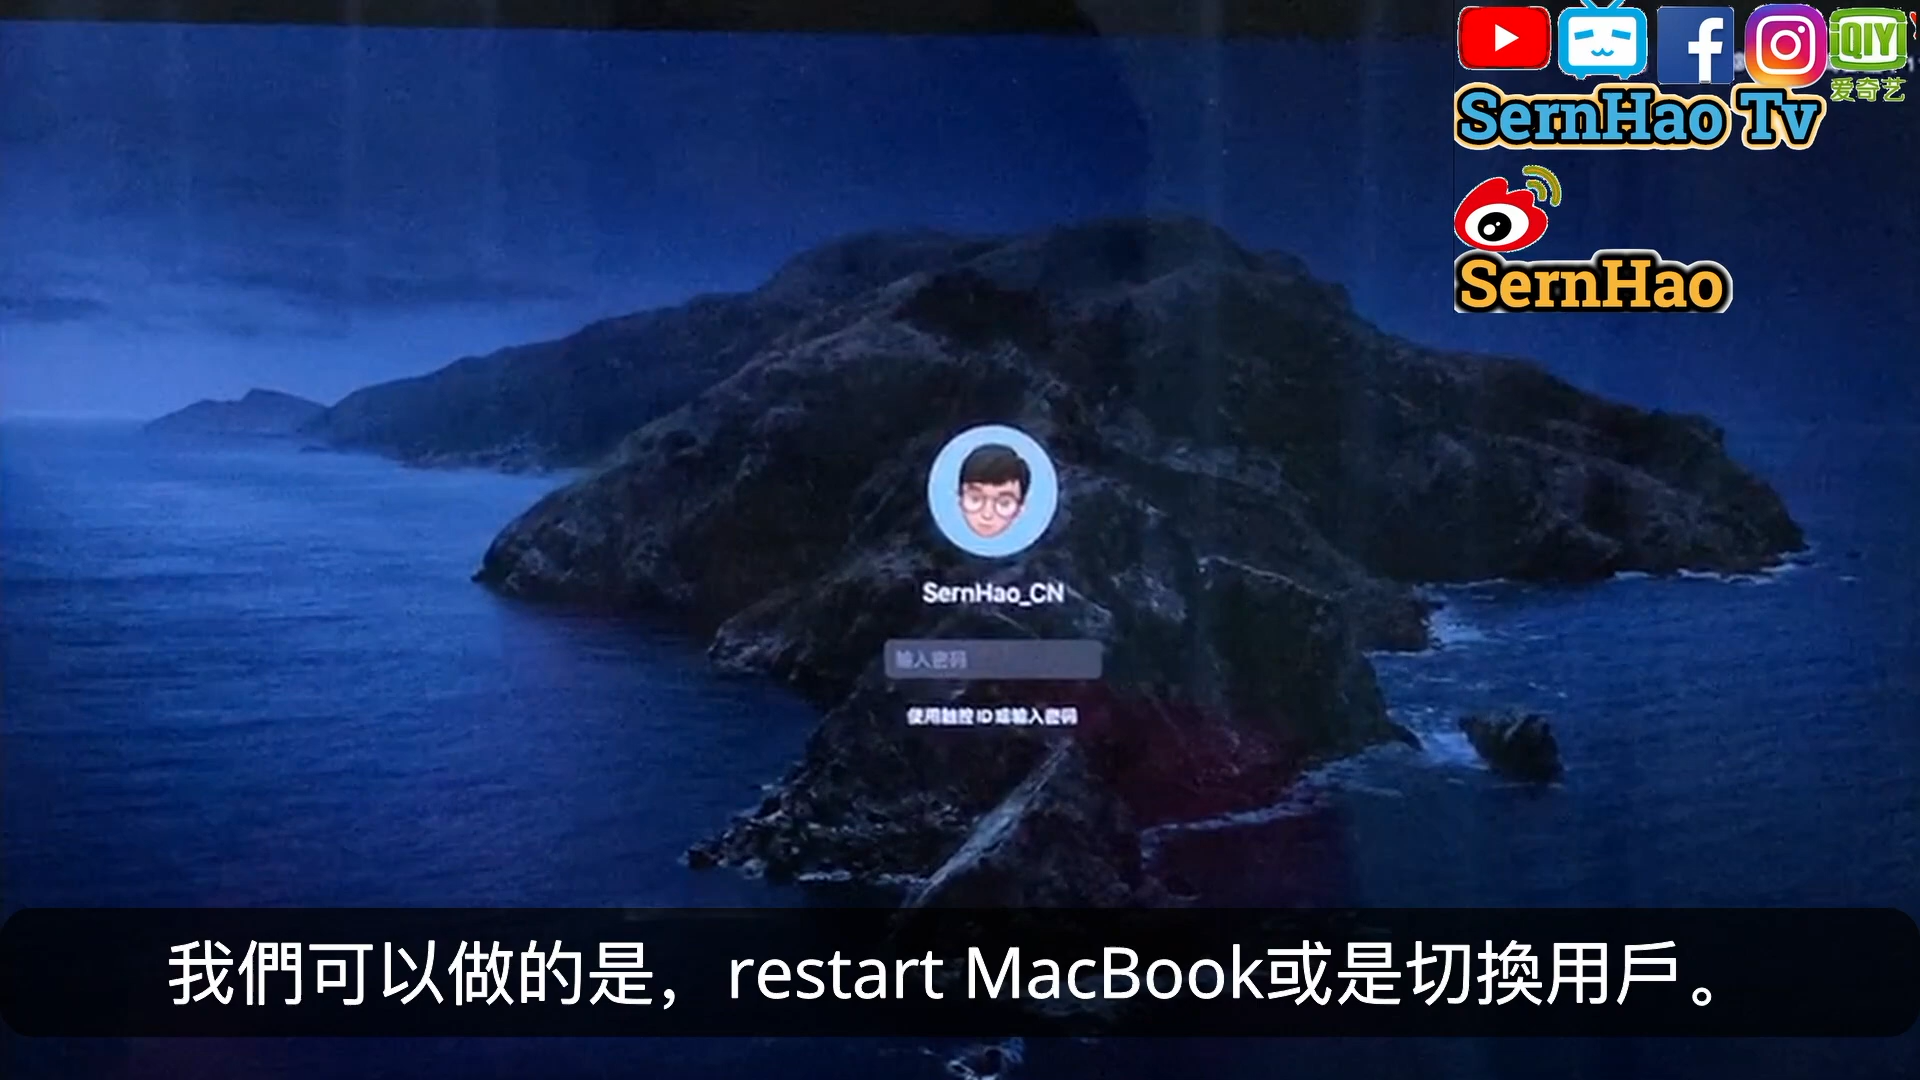 iQIYI
爱奇艺
SernHao Tv
SernHao
SernHao_CN
输入密码
使用触控 ID 或输入密码
我們可以做的是，restart MacBook或是切換用戶。